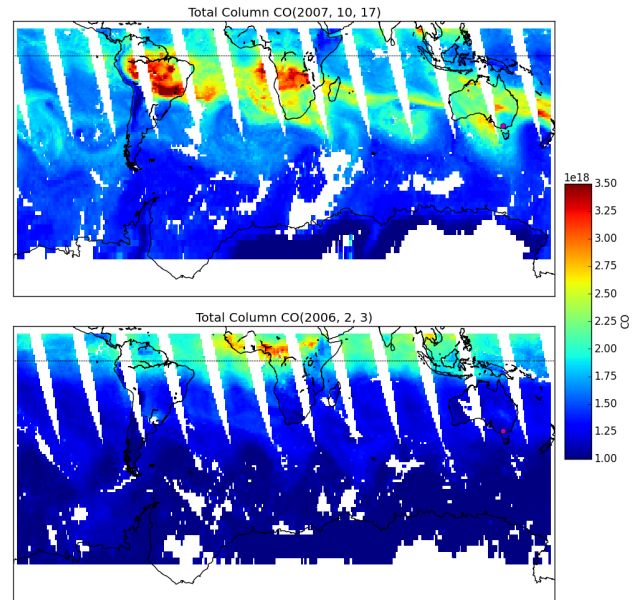 Total Column CO(2007, 10, 17)
1e18
3.50
3.25
3.00
2.75
2.50
2.25
2.00
1.75
1.50
1.25
1.00
CO
Total Column CO(2006, 2, 3)